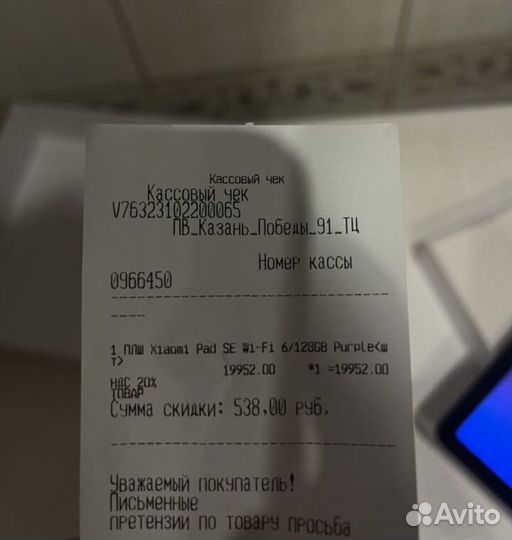 Кассовый чек
Кассовый чек
V76323102200065
ПВ_Казань_Победы_91_ТЦ
Номер кассы
0966450
--------------------------------
----
1 ПЛШ Xiaomi Pad SE Wi-Fi 6/128GB Purple<ш
т>
19952.00 *1 =19952.00
НДС 20%
ТОВАР
Сумма скидки: 538,00 руб.
--------------------------------
Уважаемый покупатель!
Письменные
претензии по товару просьба
Avito